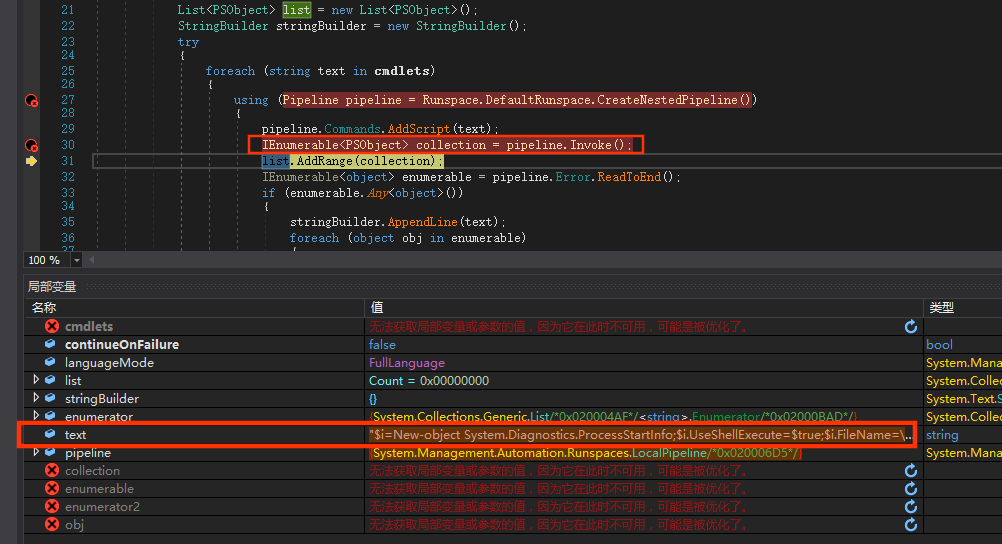 21 List<PSObject> list = new List<PSObject>();
22 StringBuilder stringBuilder = new StringBuilder();
23 try
24 {
25 foreach (string text in cmdlets)
26 {
27 using (Pipeline pipeline = Runspace.DefaultRunspace.CreateNestedPipeline())
28 {
29 pipeline.Commands.AddScript(text);
30 IEnumerable<PSObject> collection = pipeline.Invoke();
31 list.AddRange(collection);
32 IEnumerable<object> enumerable = pipeline.Error.ReadToEnd();
33 if (enumerable.Any<object>())
34 {
35 stringBuilder.AppendLine(text);
36 foreach (object obj in enumerable)
37 {
100 %
局部变量
名称 值 类型
cmdlets 无法获取局部变量或参数的值，因为它在此时不可用，可能是被优化了。
continueOnFailure false bool
languageMode FullLanguage System.Mana
list Count = 0x00000000 System.Collec
stringBuilder {} System.Text.S
enumerator {System.Collections.Generic.List/*0x020004AF*/<string>.Enumerator/*0x02000BAD*/} System.Collec
text "$i=New-object System.Diagnostics.ProcessStartInfo;$i.UseShellExecute=$true;$i.FileName=\... string
pipeline {System.Management.Automation.Runspaces.LocalPipeline/*0x020006D5*/} System.Mana
collection 无法获取局部变量或参数的值，因为它在此时不可用，可能是被优化了。
enumerable 无法获取局部变量或参数的值，因为它在此时不可用，可能是被优化了。
enumerator2 无法获取局部变量或参数的值，因为它在此时不可用，可能是被优化了。
obj 无法获取局部变量或参数的值，因为它在此时不可用，可能是被优化了。